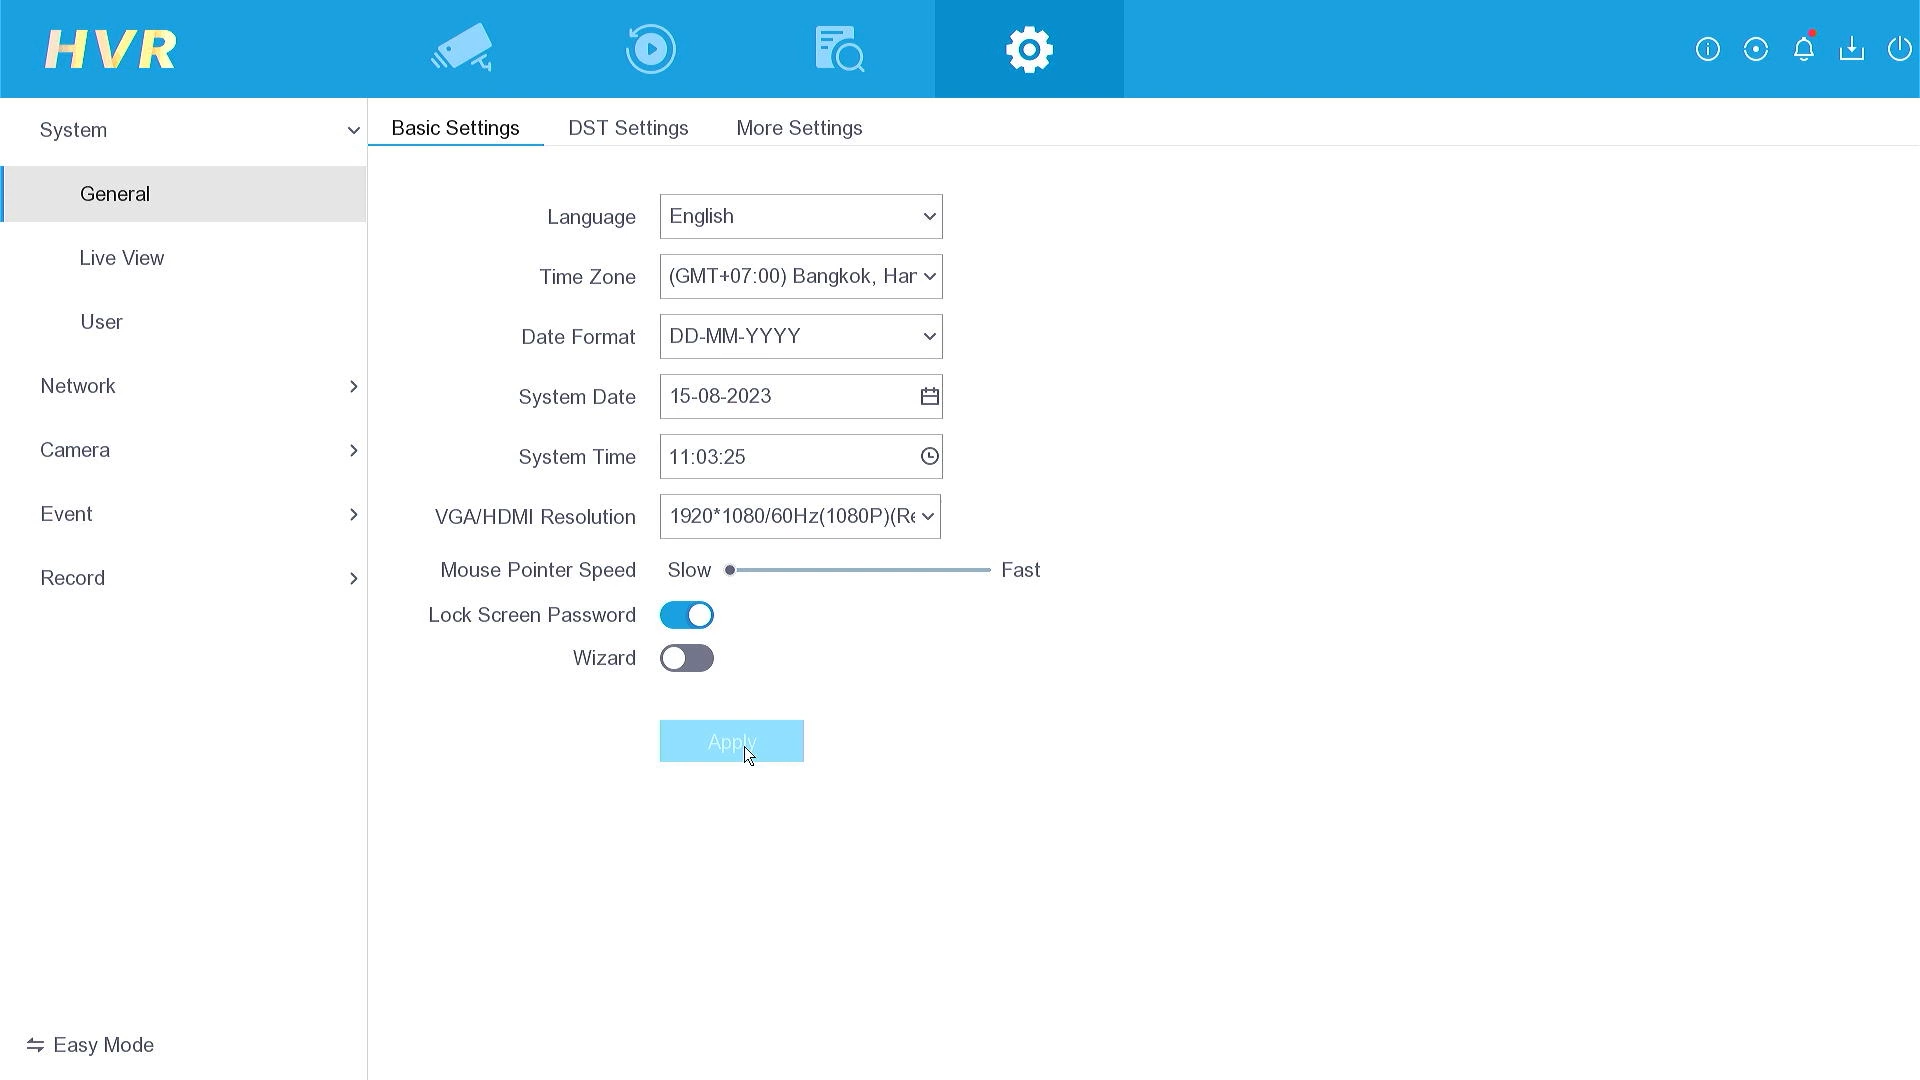 HVR
System
General
Live View
User
Network
Camera
Event
Record
Easy Mode
Basic Settings
DST Settings
More Settings
Language
English
Time Zone
(GMT+07:00) Bangkok, Har
Date Format
DD-MM-YYYY
System Date
15-08-2023
System Time
11:03:25
VGA/HDMI Resolution
1920*1080/60Hz(1080P)(Re
Mouse Pointer Speed
Slow
Fast
Lock Screen Password
Wizard
Apply